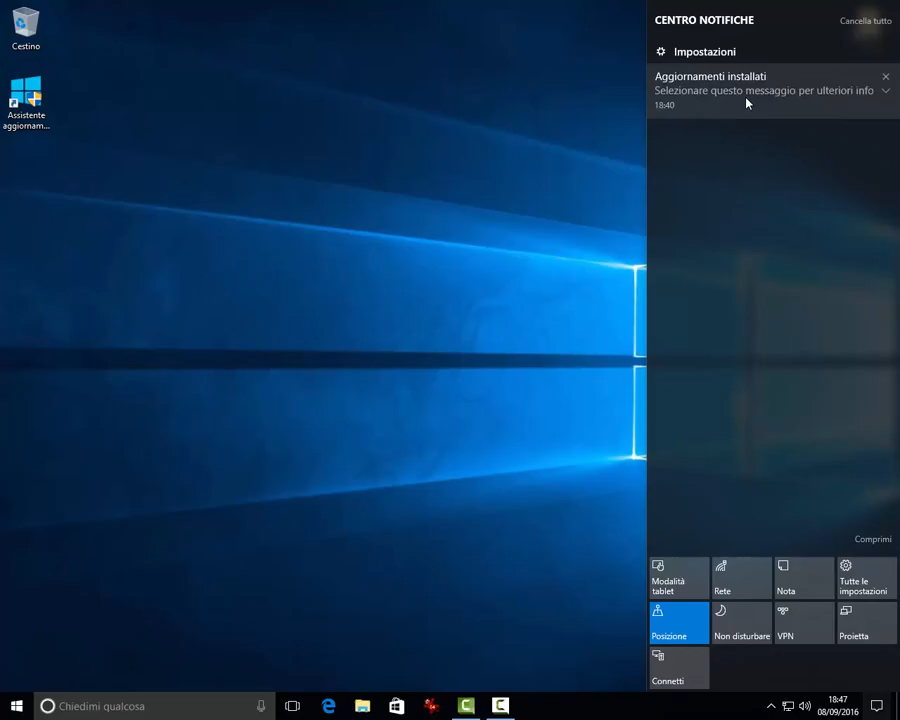 Cestino
Assistente
aggiornam...
CENTRO NOTIFICHE
Cancella tutto
Impostazioni
Aggiornamenti installati
Selezionare questo messaggio per ulteriori info
18:40
Comprimi
Modalità
tablet
Rete
Nota
Tutte le
impostazioni
Posizione
Non disturbare
VPN
Proietta
Connetti
Chiedimi qualcosa
18:47
08/09/2016